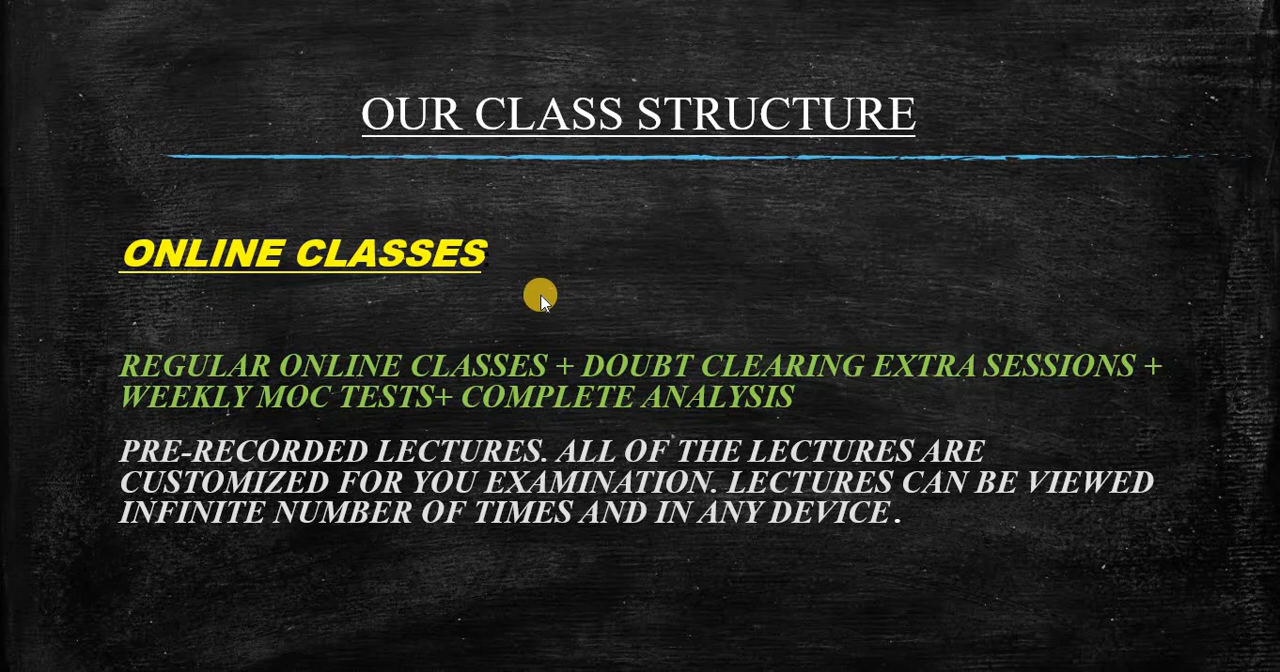 OUR CLASS STRUCTURE
ONLINE CLASSES
REGULAR ONLINE CLASSES + DOUBT CLEARING EXTRA SESSIONS +
WEEKLY MOC TESTS+ COMPLETE ANALYSIS
PRE-RECORDED LECTURES. ALL OF THE LECTURES ARE
CUSTOMIZED FOR YOU EXAMINATION. LECTURES CAN BE VIEWED
INFINITE NUMBER OF TIMES AND IN ANY DEVICE .